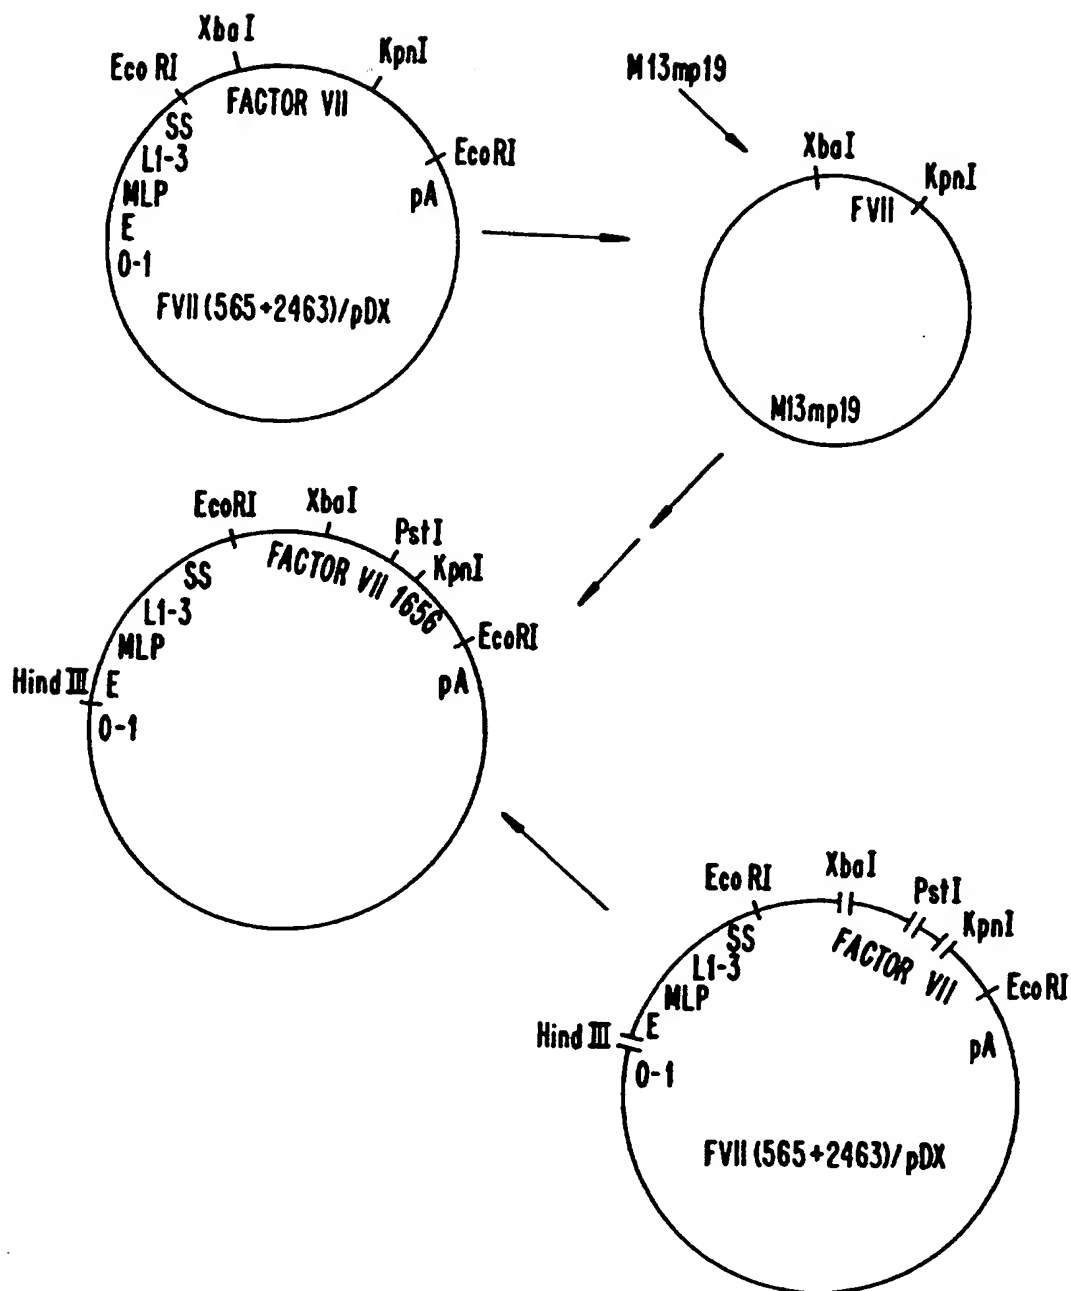 XbaI
EcoRI
KpnI
FACTOR VII
SS
L1-3
MLP
E
0-1
EcoRI
pA
FVII(565+2463)/pDX
M13mp19
XbaI
KpnI
FVII
M13mp19
EcoRI
XbaI
PstI
KpnI
FACTOR VII 1656
SS
L1-3
MLP
Hind III
E
0-1
EcoRI
pA
EcoRI
XbaI
PstI
KpnI
SS
FACTOR VII
L1-3
MLP
E
Hind III
0-1
EcoRI
pA
FVII(565+2463)/pDX